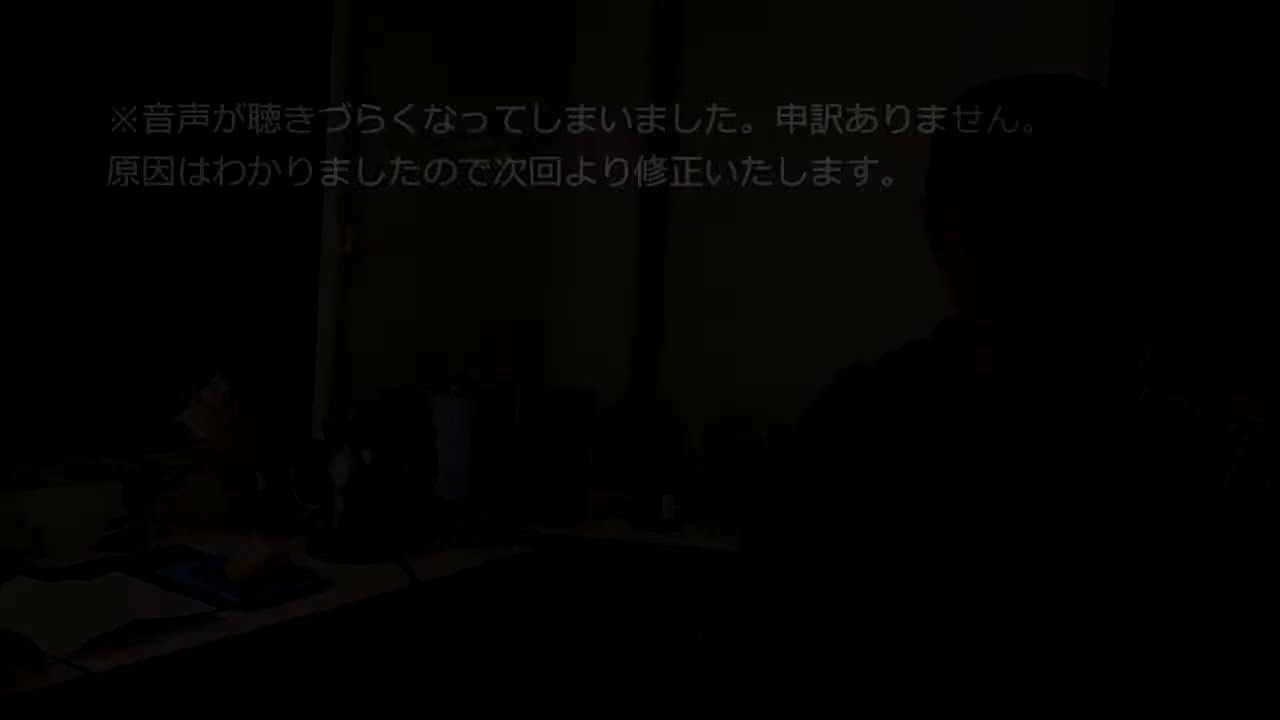 ※音声が聴きづらくなってしまいました。申訳ありません。
原因はわかりましたので次回より修正いたします。